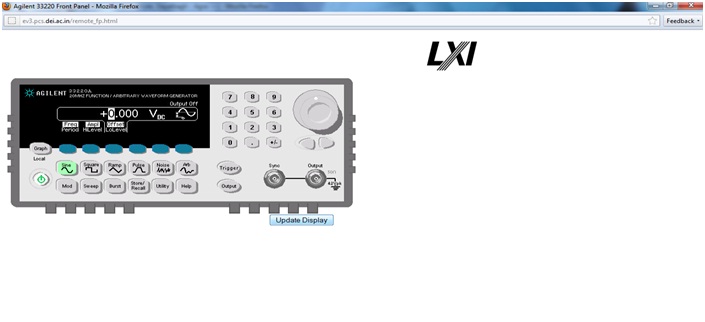 Agilent 33220 Front Panel - Mozilla Firefox
ev3.pcs.dei.ac.in/remote_fp.html
Feedback
LXI
AGILENT 33220A
20MHZ FUNCTION / ARBITRARY WAVEFORM GENERATOR
Output Off
+0.000 VDC
Freq Ampl Offset
Period HiLevel LoLevel
Graph
Local
7 8 9
4 5 6
1 2 3
0 . +/-
Sine Square Ramp Pulse Noise Arb
Mod Sweep Burst Store/Recall Utility Help
Trigger
Output
Sync Output
Update Display